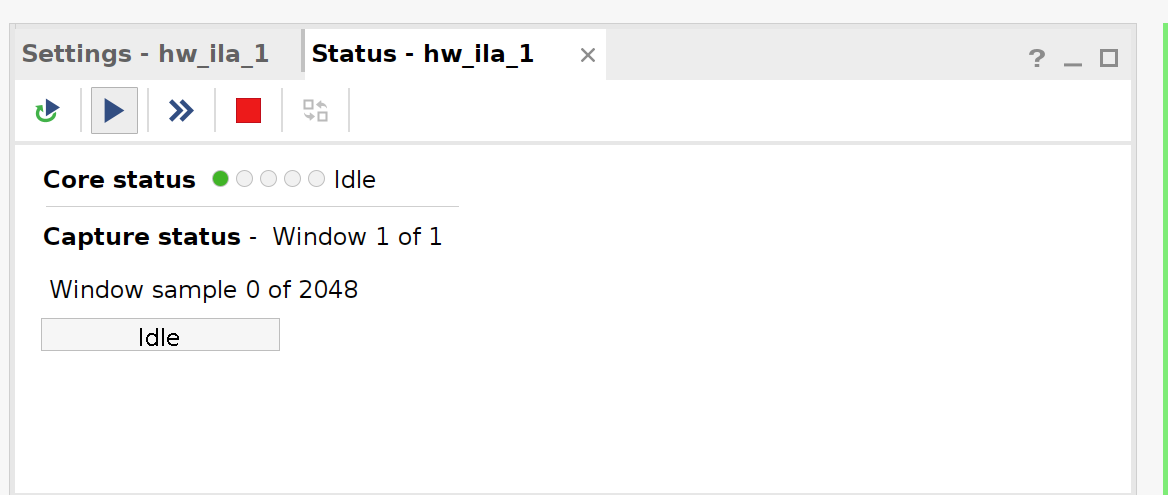 Settings - hw_ila_1 Status - hw_ila_1 × ?
Core status Idle
Capture status - Window 1 of 1
Window sample 0 of 2048
Idle